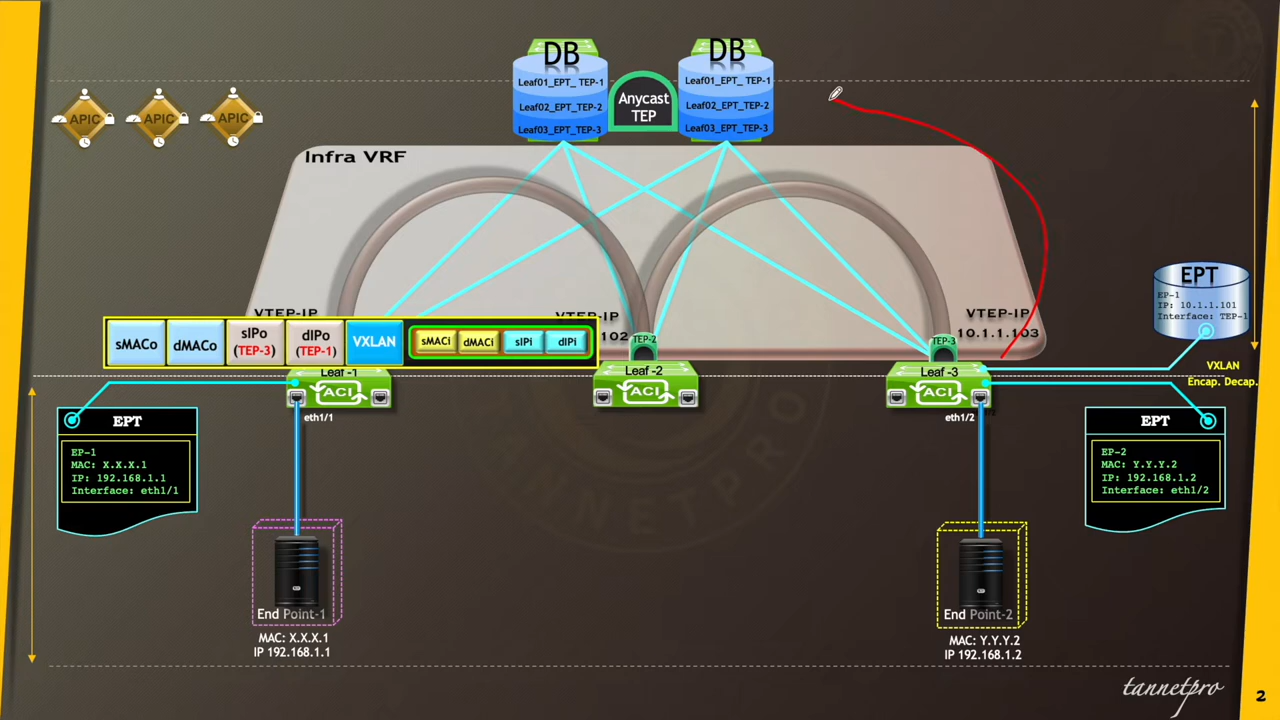 DB
Leaf01_EPT_ TEP-1
Leaf02_EPT_TEP-2
Leaf03_EPT_TEP-3
Anycast
TEP
DB
Leaf01_EPT_ TEP-1
Leaf02_EPT_TEP-2
Leaf03_EPT_TEP-3
APIC
APIC
APIC
Infra VRF
VTEP-IP
VTEP-IP
102
TEP-2
VTEP-IP
10.1.1.103
TEP-3
EPT
EP-1
IP: 10.1.1.101
Interface: TEP-1
sMACo
dMACo
sIPo
(TEP-3)
dIPo
(TEP-1)
VXLAN
sMACi
dMACi
sIPi
dIPi
VXLAN
Encap. Decap.
Leaf -1
ACI
eth1/1
Leaf -2
ACI
Leaf -3
ACI
eth1/2
EPT
EP-1
MAC: X.X.X.1
IP: 192.168.1.1
Interface: eth1/1
EPT
EP-2
MAC: Y.Y.Y.2
IP: 192.168.1.2
Interface: eth1/2
End Point-1
MAC: X.X.X.1
IP 192.168.1.1
End Point-2
MAC: Y.Y.Y.2
IP 192.168.1.2
tannetpro
2